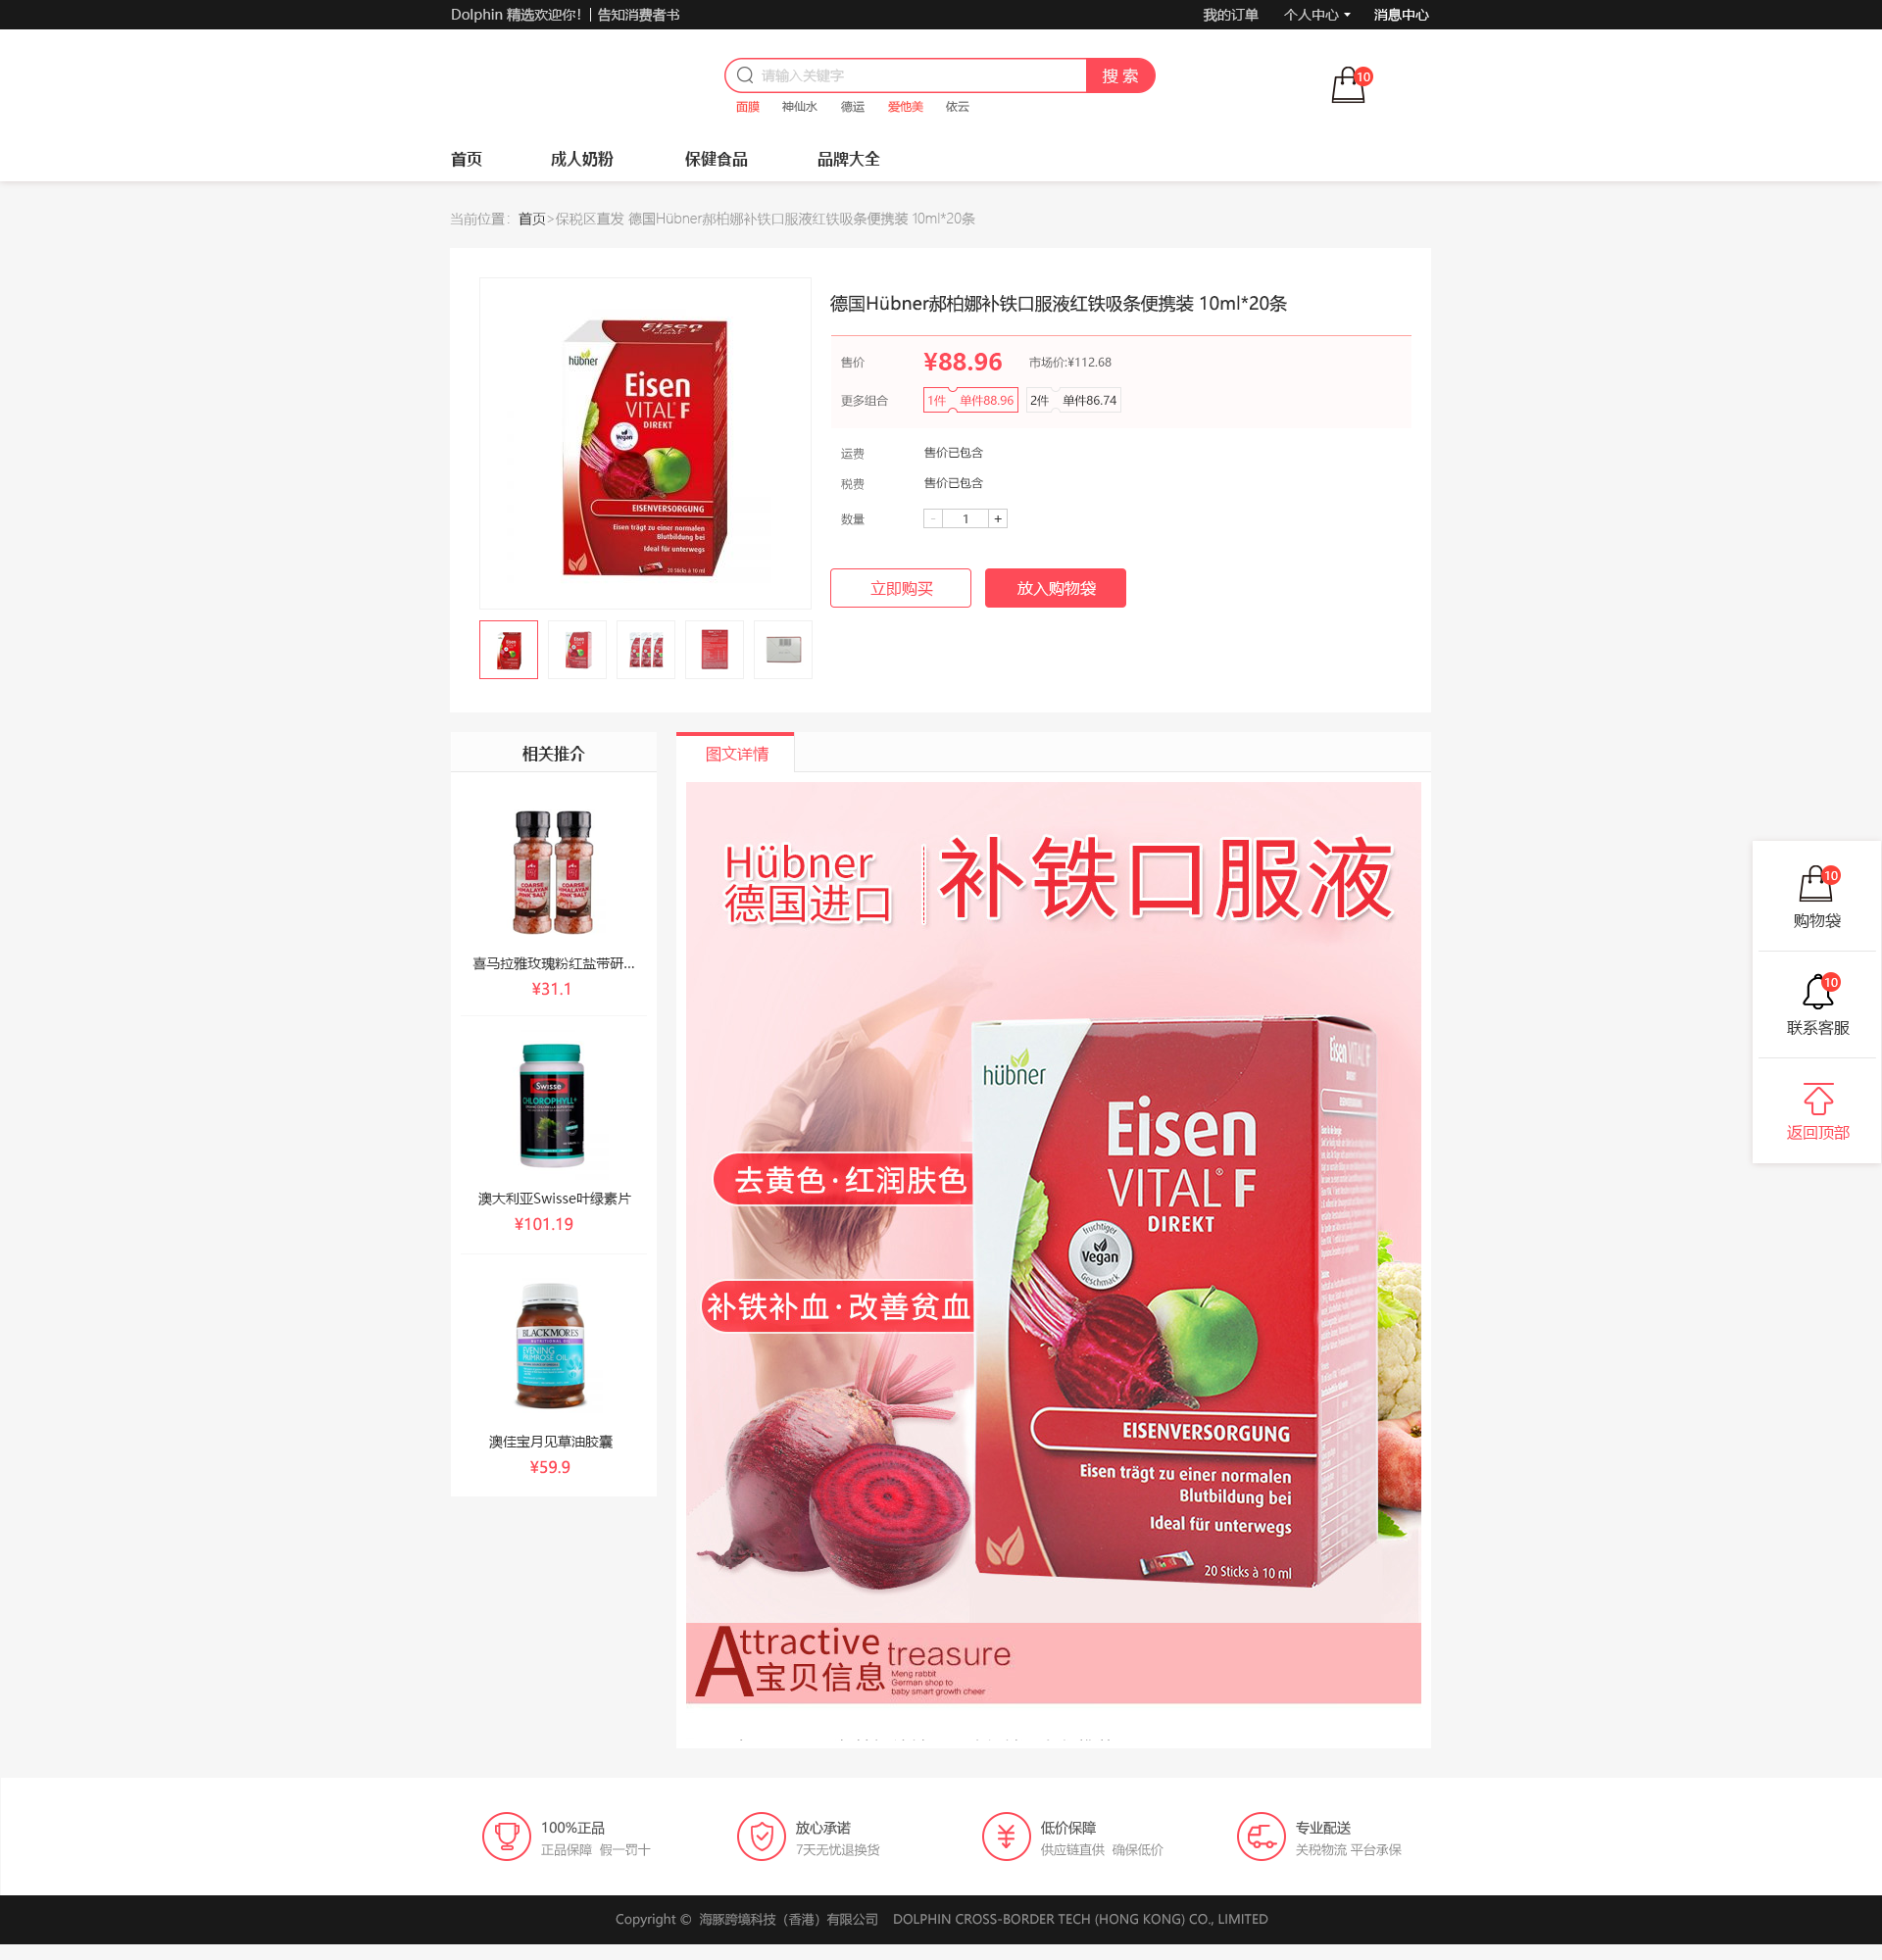 Dolphin 精选欢迎你! | 告知消费者书
我的订单 个人中心 消息中心
请输入关键字 搜 索
10
面膜 神仙水 德运 爱他美 依云
首页 成人奶粉 保健食品 品牌大全
当前位置：首页>保税区直发 德国Hübner郝柏娜补铁口服液红铁吸条便携装 10ml*20条
德国Hübner郝柏娜补铁口服液红铁吸条便携装 10ml*20条
售价 ¥88.96 市场价:¥112.68
更多组合 1件 单件88.96 2件 单件86.74
运费 售价已包含
税费 售价已包含
数量 - 1 +
立即购买 放入购物袋
Eisen
VITAL F
DIREKT
hübner
Eisen
VITAL F
DIREKT
Vegan
EISENVERSORGUNG
Eisen trägt zu einer normalen
Blutbildung bei
Ideal für unterwegs
20 Sticks à 10 ml
相关推介
COARSE
HIMALAYAN
PINK SALT
COARSE
HIMALAYAN
PINK SALT
喜马拉雅玫瑰粉红盐带研...
¥31.1
Swisse
CHLOROPHYLL+
澳大利亚Swisse叶绿素片
¥101.19
BLACKMORES
EVENING
PRIMROSE OIL
澳佳宝月见草油胶囊
¥59.9
图文详情
Hübner
德国进口
补铁口服液
去黄色·红润肤色
补铁补血·改善贫血
hübner
Eisen
VITAL® F
DIREKT
fruchtiger
Vegan
Geschmack
EISENVERSORGUNG
Eisen trägt zu einer normalen
Blutbildung bei
Ideal für unterwegs
20 Sticks à 10 ml
Eisen VITAL F
DIREKT
Attractive treasure
宝贝信息
Meng rabbit
German shop to
baby smart growth cheer
10
购物袋
10
联系客服
返回顶部
100%正品
正品保障 假一罚十
放心承诺
7天无忧退换货
低价保障
供应链直供 确保低价
专业配送
关税物流 平台承保
Copyright © 海豚跨境科技（香港）有限公司 DOLPHIN CROSS-BORDER TECH (HONG KONG) CO., LIMITED